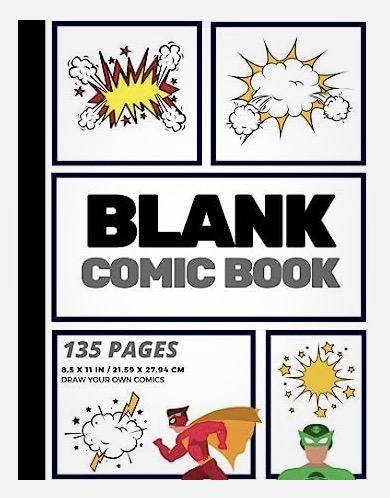 BLANK
COMIC BOOK
135 PAGES
8.5 X 11 IN / 21.59 X 27.94 CM
DRAW YOUR OWN COMICS